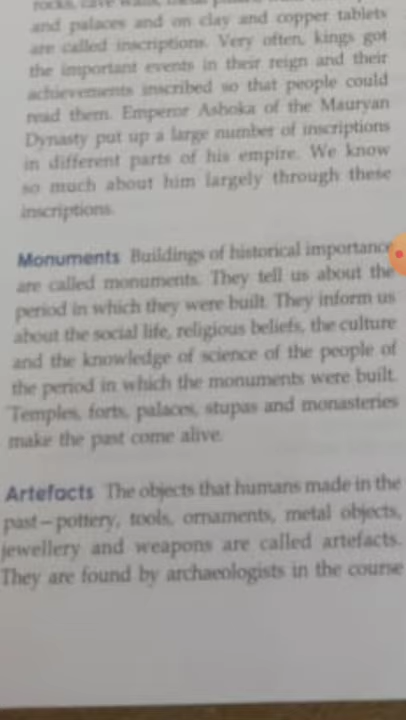 rocks, cave walls, metal pillars
and palaces and on clay and copper tablets
are called inscriptions. Very often, kings got
the important events in their reign and their
achievements inscribed so that people could
read them. Emperor Ashoka of the Mauryan
Dynasty put up a large number of inscriptions
in different parts of his empire. We know
so much about him largely through these
inscriptions.
Monuments Buildings of historical importance
are called monuments. They tell us about the
period in which they were built. They inform us
about the social life, religious beliefs, the culture
and the knowledge of science of the people of
the period in which the monuments were built.
Temples, forts, palaces, stupas and monasteries
make the past come alive.
Artefacts The objects that humans made in the
past—pottery, tools, ornaments, metal objects,
jewellery and weapons are called artefacts.
They are found by archaeologists in the course